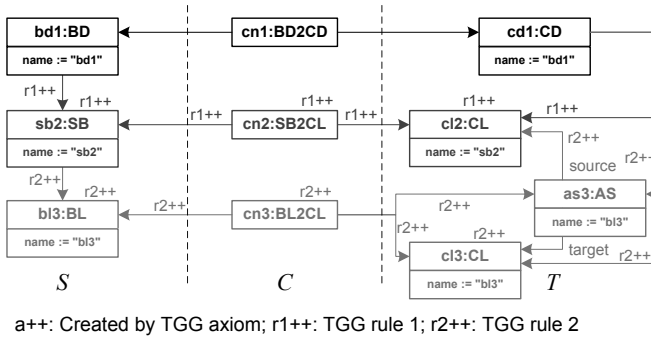 bd1:BD cn1:BD2CD cd1:CD
name := "bd1" name := "bd1"
r1++
r1++ r1++ r1++ r1++
sb2:SB r1++ cn2:SB2CL r1++ cl2:CL
name := "sb2" name := "sb2" r2++
r2++ r2++
source
r2++ r2++ r2++ as3:AS
bl3:BL r2++ cn3:BL2CL r2++ name := "bl3"
name := "bl3" r2++ r2++ target
cl3:CL r2++
name := "bl3"
S C T
a++: Created by TGG axiom; r1++: TGG rule 1; r2++: TGG rule 2